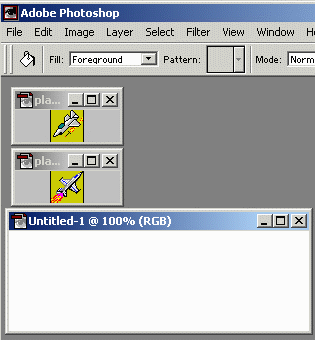 Adobe Photoshop
File Edit Image Layer Select Filter View Window He
Fill: Foreground Pattern: Mode: Norm
pla...
pla...
Untitled-1 @ 100% (RGB)